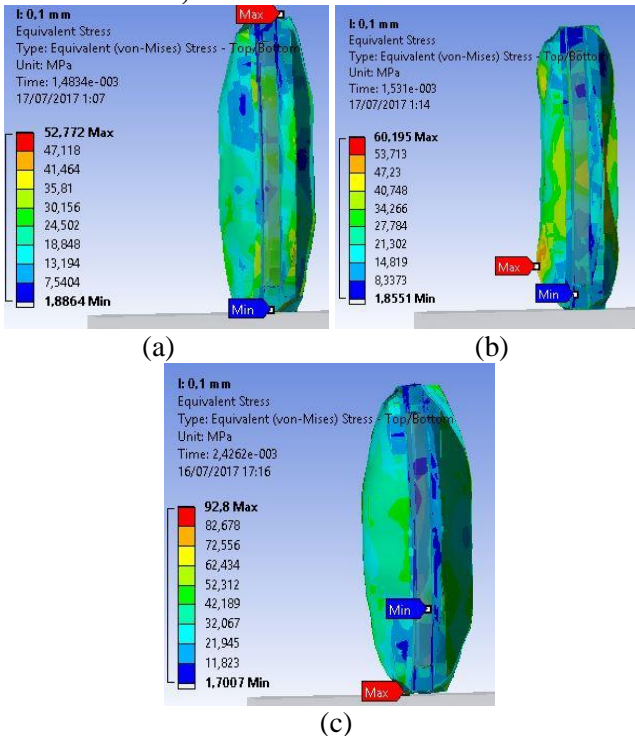 I: 0,1 mm
Equivalent Stress
Type: Equivalent (von-Mises) Stress - Top/Bottom
Unit: MPa
Time: 1,4834e-003
17/07/2017 1:07
52,772 Max
47,118
41,464
35,81
30,156
24,502
18,848
13,194
7,5404
1,8864 Min
Max
Min
(a)
I: 0,1 mm
Equivalent Stress
Type: Equivalent (von-Mises) Stress - Top/Bottom
Unit: MPa
Time: 1,531e-003
17/07/2017 1:14
60,195 Max
53,713
47,23
40,748
34,266
27,784
21,302
14,819
8,3373
1,8551 Min
Max
Min
(b)
I: 0,1 mm
Equivalent Stress
Type: Equivalent (von-Mises) Stress - Top/Bottom
Unit: MPa
Time: 2,4262e-003
16/07/2017 17:16
92,8 Max
82,678
72,556
62,434
52,312
42,189
32,067
21,945
11,823
1,7007 Min
Min
Max
(c)